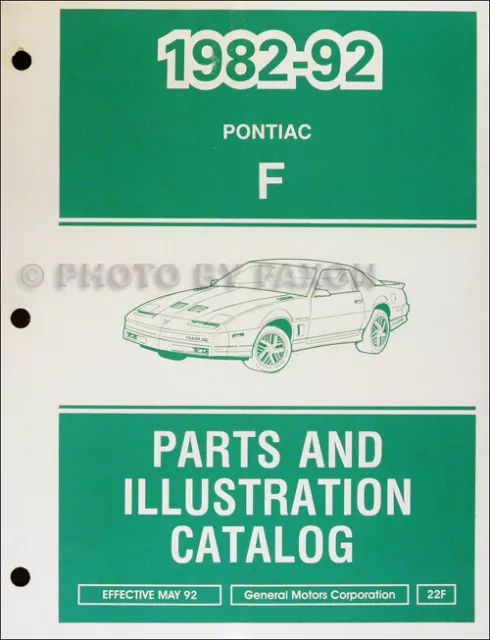 1982-92
PONTIAC
F
© PHOTO BY FAXON
PARTS AND
ILLUSTRATION
CATALOG
EFFECTIVE MAY 92
General Motors Corporation
22F